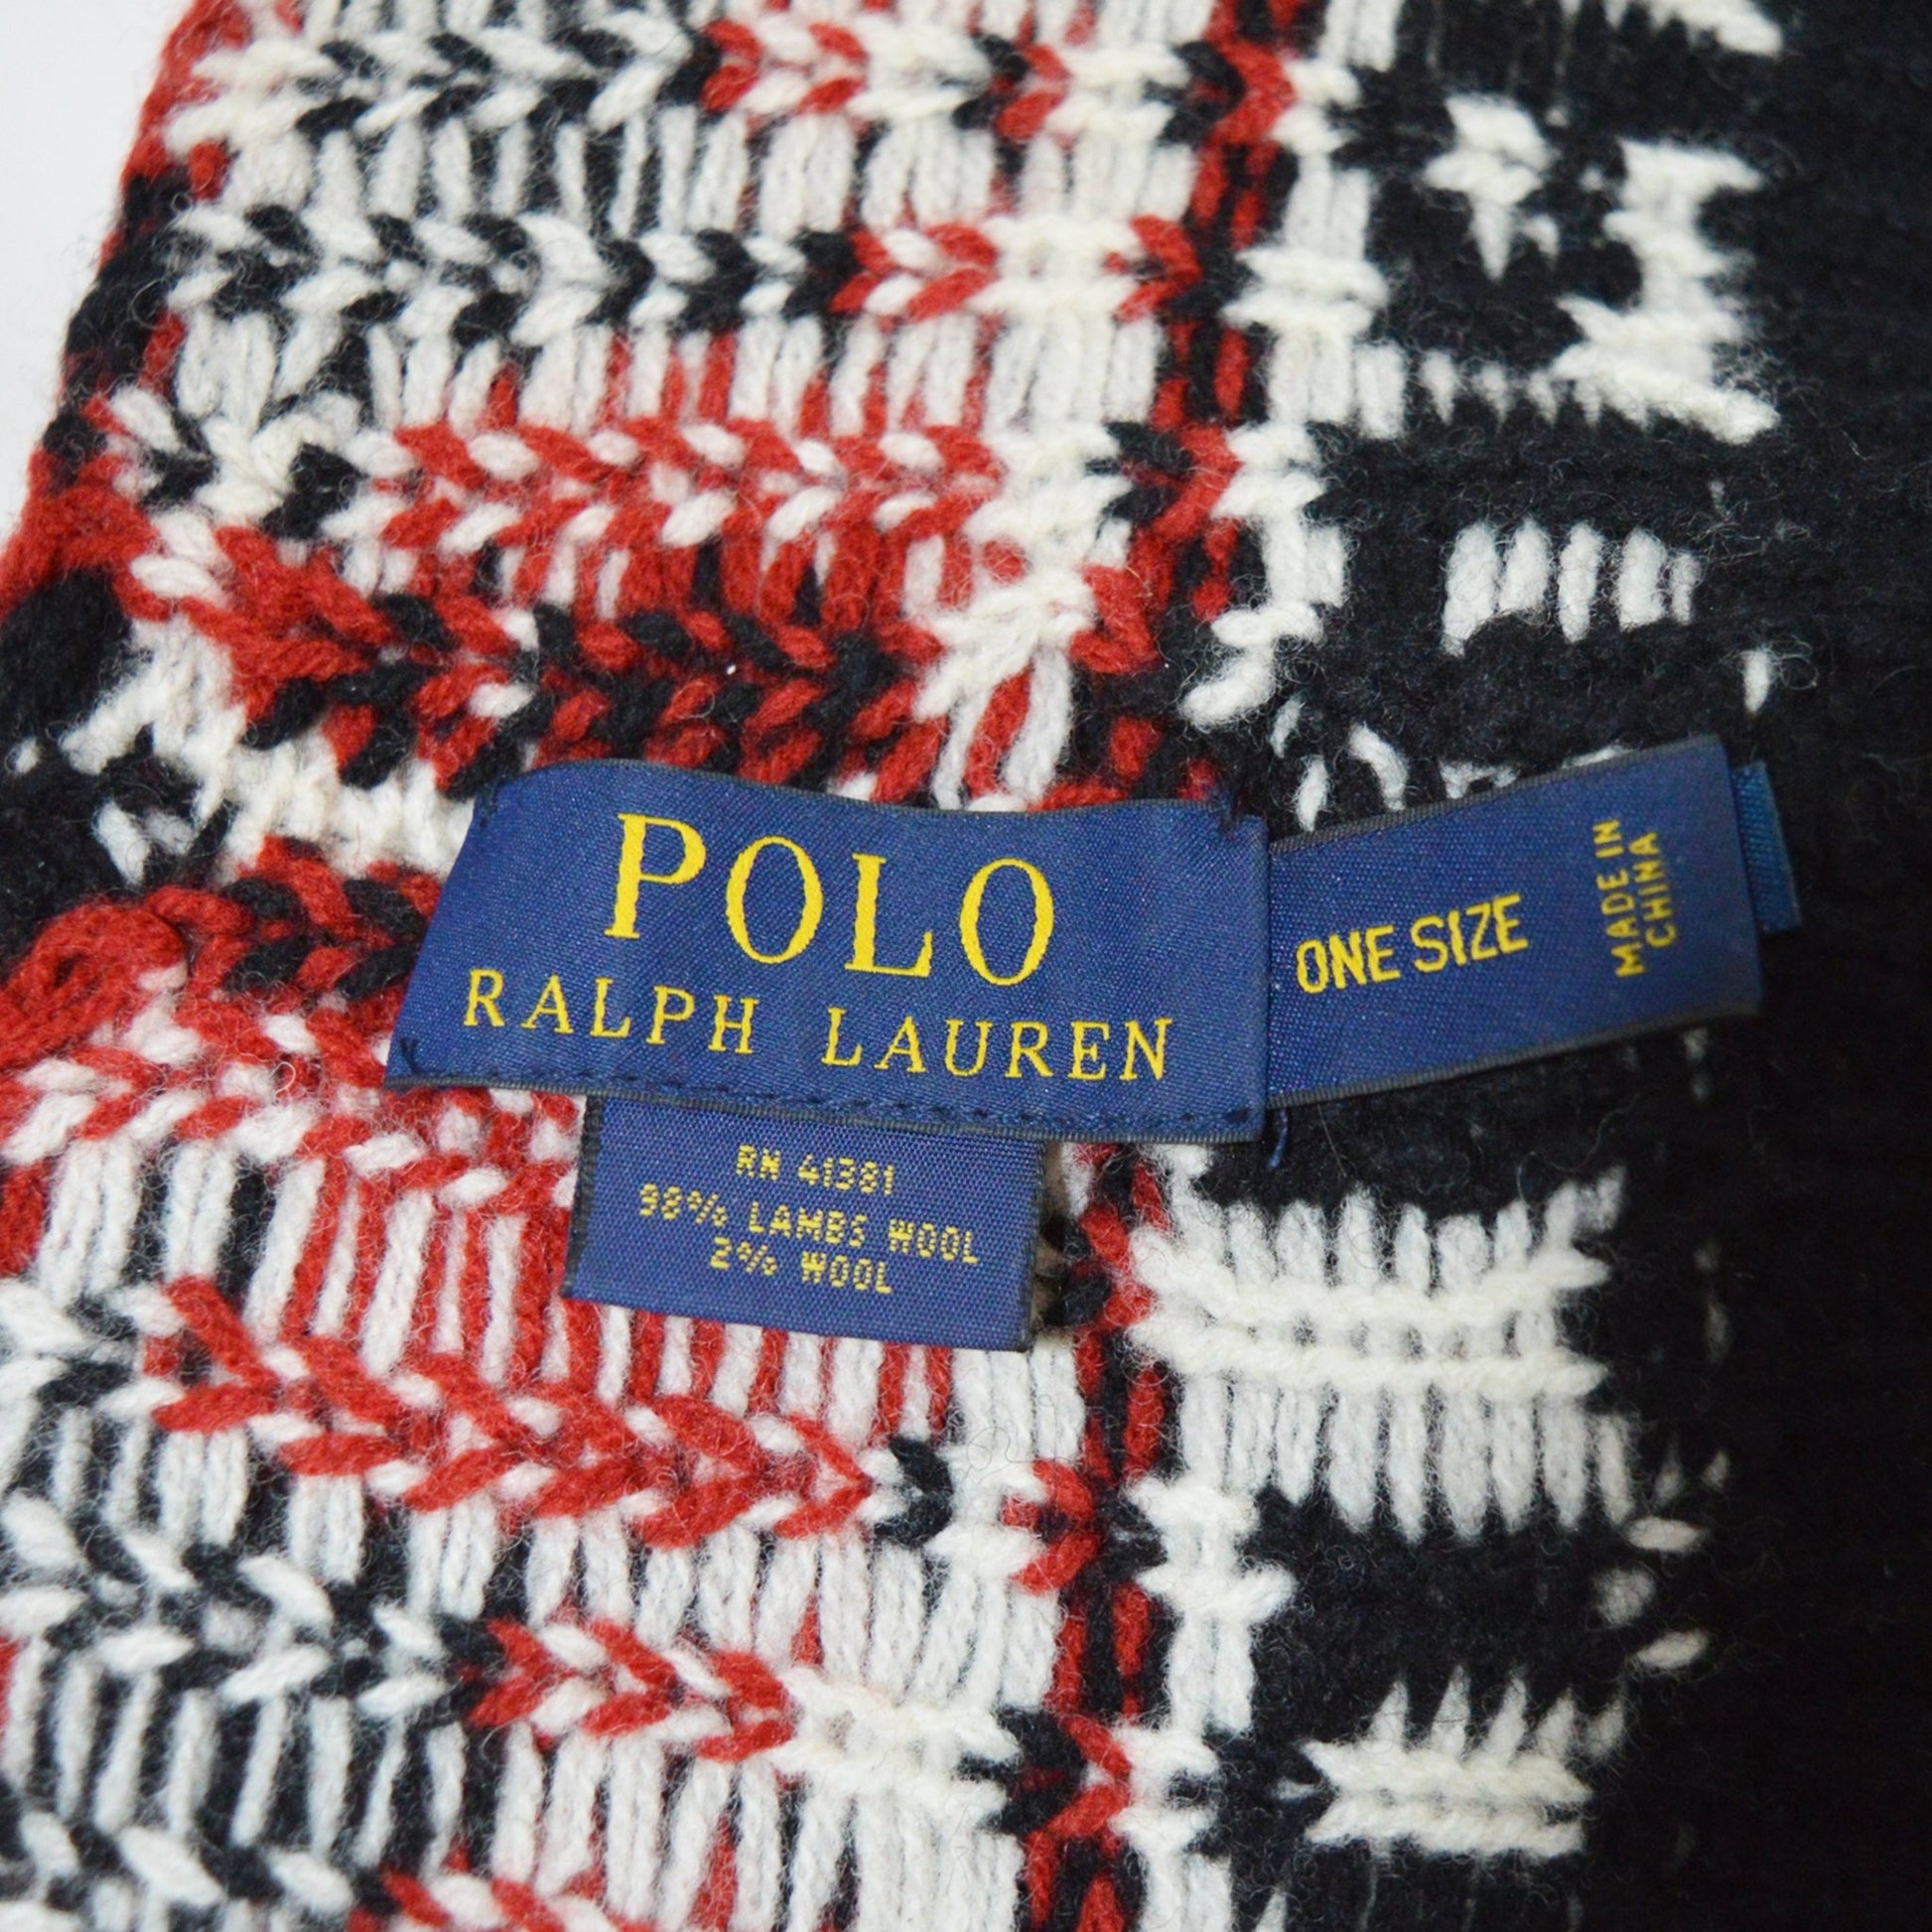 POLO
RALPH LAUREN
ONE SIZE
MADE IN
CHINA
RN 41381
98% LAMBS WOOL
2% WOOL